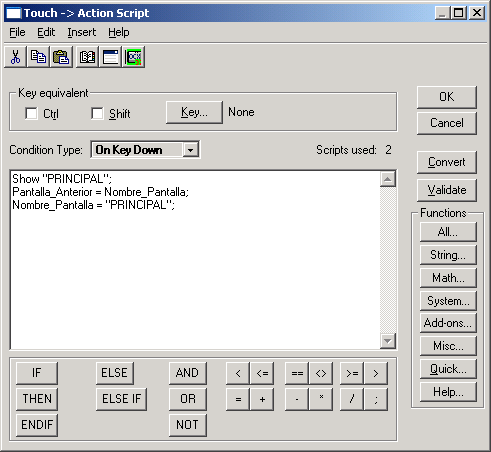 Touch -> Action Script
File Edit Insert Help
Key equivalent
Ctrl Shift Key... None
OK
Cancel
Condition Type: On Key Down Scripts used: 2
Convert
Validate
Show "PRINCIPAL";
Pantalla_Anterior = Nombre_Pantalla;
Nombre_Pantalla = "PRINCIPAL";
Functions
All...
String...
Math...
System...
Add-ons...
Misc...
Quick...
Help...
IF ELSE AND < <= == <> >= >
THEN ELSE IF OR = + - * / ;
ENDIF NOT